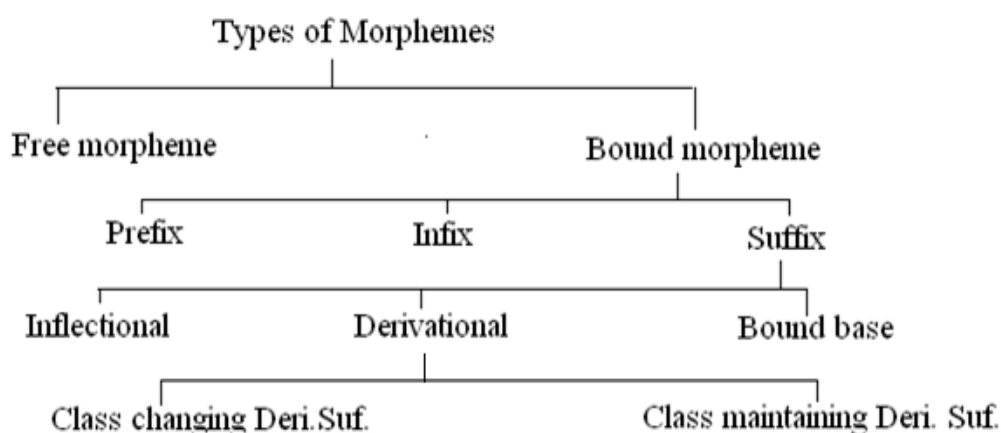 Types of Morphemes
Free morpheme Bound morpheme
Prefix Infix Suffix
Inflectional Derivational Bound base
Class changing Deri.Suf. Class maintaining Deri. Suf.